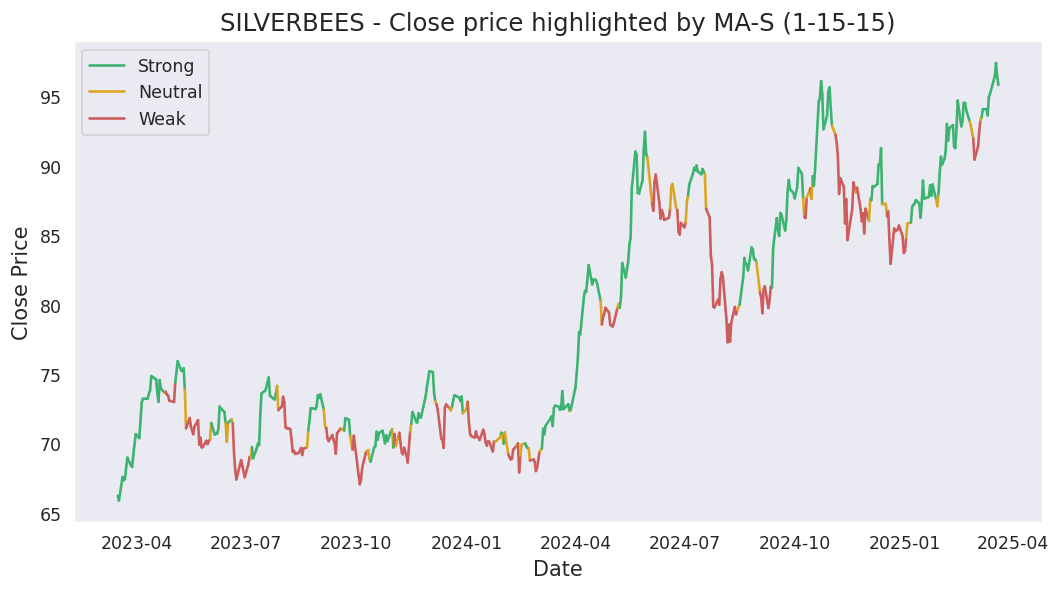 SILVERBEES - Close price highlighted by MA-S (1-15-15)
Strong
Neutral
Weak
Close Price
95
90
85
80
75
70
65
2023-04 2023-07 2023-10 2024-01 2024-04 2024-07 2024-10 2025-01 2025-04
Date